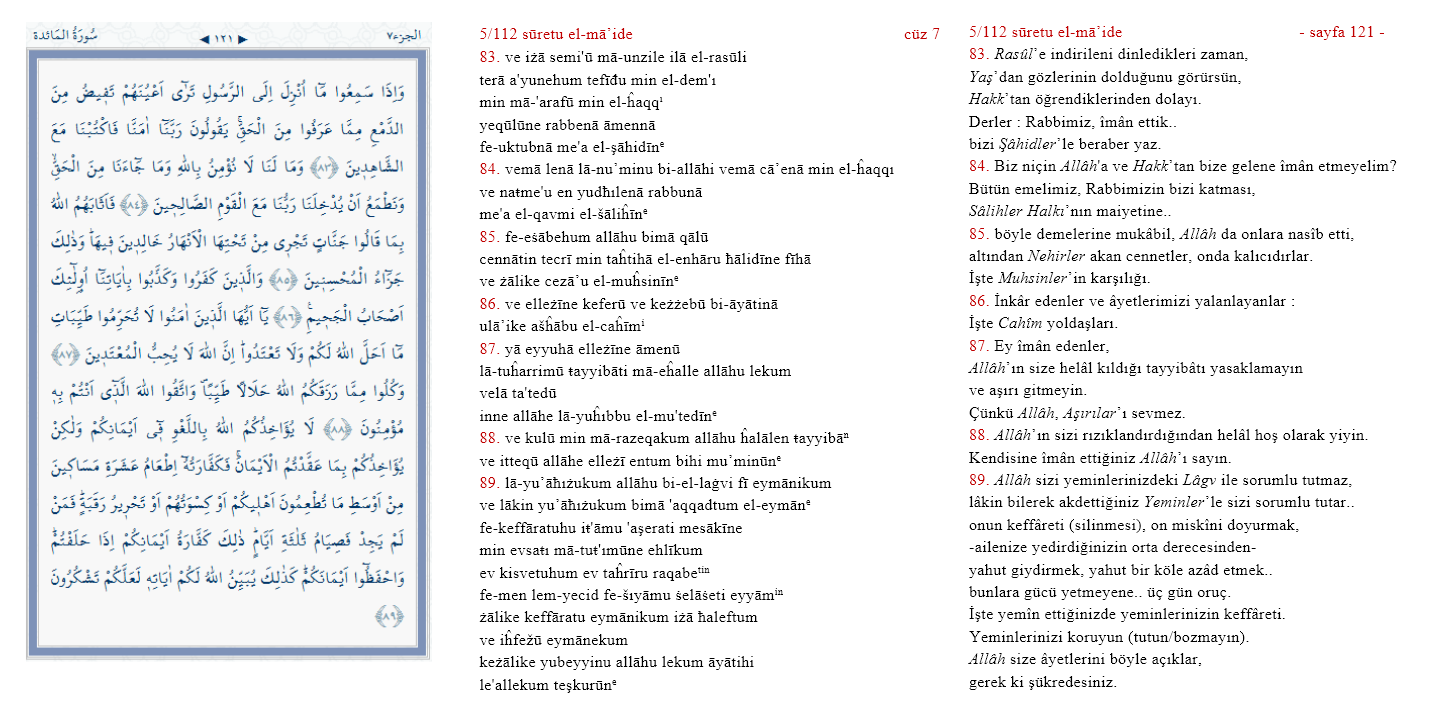 الجزء٧
◀ ١٢١ ▶
سُورَةُ المَائدة
وَاِذَا سَمِعُوا مَٓا اُنْزِلَ اِلَى الرَّسُولِ تَرٰٓى اَعْيُنَهُمْ تَفٖيضُ مِنَ
الدَّمْعِ مِمَّا عَرَفُوا مِنَ الْحَقِّۚ يَقُولُونَ رَبَّنَٓا اٰمَنَّا فَاكْتُبْنَا مَعَ
الشَّاهِدٖينَ ﴿٨٣﴾ وَمَا لَنَا لَا نُؤْمِنُ بِاللّٰهِ وَمَا جَٓاءَنَا مِنَ الْحَقِّۙ
وَنَطْمَعُ اَنْ يُدْخِلَنَا رَبُّنَا مَعَ الْقَوْمِ الصَّالِحٖينَ ﴿٨٤﴾ فَاَثَابَهُمُ اللّٰهُ
بِمَا قَالُوا جَنَّاتٍ تَجْرٖى مِنْ تَحْتِهَا الْاَنْهَارُ خَالِدٖينَ فٖيهَاۜ وَذٰلِكَ
جَزَٓاءُ الْمُحْسِنٖينَ ﴿٨٥﴾ وَالَّذٖينَ كَفَرُوا وَكَذَّبُوا بِاٰيَاتِنَٓا اُو۬لٰٓئِكَ
اَصْحَابُ الْجَحٖيمِ۟ ﴿٨٦﴾ يَٓا اَيُّهَا الَّذٖينَ اٰمَنُوا لَا تُحَرِّمُوا طَيِّبَاتِ
مَٓا اَحَلَّ اللّٰهُ لَكُمْ وَلَا تَعْتَدُواۜ اِنَّ اللّٰهَ لَا يُحِبُّ الْمُعْتَدٖينَ ﴿٨٧﴾
وَكُلُوا مِمَّا رَزَقَكُمُ اللّٰهُ حَلَالًا طَيِّبًاۖ وَاتَّقُوا اللّٰهَ الَّذٖٓى اَنْتُمْ بِهٖ
مُؤْمِنُونَ ﴿٨٨﴾ لَا يُؤَاخِذُكُمُ اللّٰهُ بِاللَّغْوِ فٖٓى اَيْمَانِكُمْ وَلٰكِنْ
يُؤَاخِذُكُمْ بِمَا عَقَّدْتُمُ الْاَيْمَانَۚ فَكَفَّارَتُهُٓ اِطْعَامُ عَشَرَةِ مَسَاكٖينَ
مِنْ اَوْسَطِ مَا تُطْعِمُونَ اَهْلٖيكُمْ اَوْ كِسْوَتُهُمْ اَوْ تَحْرٖيرُ رَقَبَةٍۜ فَمَنْ
لَمْ يَجِدْ فَصِيَامُ ثَلٰثَةِ اَيَّامٍۜ ذٰلِكَ كَفَّارَةُ اَيْمَانِكُمْ اِذَا حَلَفْتُمْۜ
وَاحْفَظُٓوا اَيْمَانَكُمْۜ كَذٰلِكَ يُبَيِّنُ اللّٰهُ لَكُمْ اٰيَاتِهٖ لَعَلَّكُمْ تَشْكُرُونَ
﴿٨٩﴾
5/112 sūretu el-mā’ide cüz 7
83. ve iżā semi'ū mā-unzile ilā el-rasūli
terā a'yunehum tefīđu min el-dem'ı
min mā-'arafū min el-ĥaqqı
yeqūlūne rabbenā āmennā
fe-uktubnā me'a el-şāhidīnᵉ
84. vemā lenā lā-nu’minu bi-allāhi vemā cā’enā min el-ĥaqqı
ve naŧme'u en yudħılenā rabbunā
me'a el-qavmi el-šāliĥīnᵉ
85. fe-eśābehum allāhu bimā qālū
cennātin tecrī min taĥtihā el-enhāru ħālidīne fīhā
ve żālike cezā’u el-muĥsinīnᵉ
86. ve elleżīne keferū ve keżżebū bi-āyātinā
ulā’ike ašĥābu el-caĥīmⁱ
87. yā eyyuhā elleżīne āmenū
lā-tuĥarrimū ŧayyibāti mā-eĥalle allāhu lekum
velā ta'tedū
inne allāhe lā-yuĥıbbu el-mu'tedīnᵉ
88. ve kulū min mā-razeqakum allāhu ĥalālen ŧayyibāⁿ
ve itteqū allāhe elleżī entum bihi mu’minūnᵉ
89. lā-yu’āħıżukum allāhu bi-el-laġvi fī eymānikum
ve lākin yu’āħıżukum bimā 'aqqadtum el-eymānᵉ
fe-keffāratuhu iŧ'āmu 'aşerati mesākīne
min evsaŧı mā-tuŧ'ımūne ehlīkum
ev kisvetuhum ev taĥrīru raqabeᵗⁱⁿ
fe-men lem-yecid fe-šıyāmu śelāśeti eyyāmⁱⁿ
żālike keffāratu eymānikum iżā ħaleftum
ve iĥfežū eymānekum
keżālike yubeyyinu allāhu lekum āyātihi
le'allekum teşkurūnᵉ
5/112 sūretu el-mā’ide - sayfa 121 -
83. Rasûl’e indirileni dinledikleri zaman,
Yaş’dan gözlerinin dolduğunu görürsün,
Hakk’tan öğrendiklerinden dolayı.
Derler : Rabbimiz, îmân ettik..
bizi Şâhidler’le beraber yaz.
84. Biz niçin Allâh'a ve Hakk’tan bize gelene îmân etmeyelim?
Bütün emelimiz, Rabbimizin bizi katması,
Sâlihler Halkı’nın maiyetine..
85. böyle demelerine mukâbil, Allâh da onlara nasîb etti,
altından Nehirler akan cennetler, onda kalıcıdırlar.
İşte Muhsinler’in karşılığı.
86. İnkâr edenler ve âyetlerimizi yalanlayanlar :
İşte Cahîm yoldaşları.
87. Ey îmân edenler,
Allâh’ın size helâl kıldığı tayyibâtı yasaklamayın
ve aşırı gitmeyin.
Çünkü Allâh, Aşırılar’ı sevmez.
88. Allâh’ın sizi rızıklandırdığından helâl hoş olarak yiyin.
Kendisine îmân ettiğiniz Allâh’ı sayın.
89. Allâh sizi yeminlerinizdeki Lâgv ile sorumlu tutmaz,
lâkin bilerek akdettiğiniz Yeminler’le sizi sorumlu tutar..
onun keffâreti (silinmesi), on miskîni doyurmak,
-ailenize yedirdiğinizin orta derecesinden-
yahut giydirmek, yahut bir köle azâd etmek..
bunlara gücü yetmeyene.. üç gün oruç.
İşte yemîn ettiğinizde yeminlerinizin keffâreti.
Yeminlerinizi koruyun (tutun/bozmayın).
Allâh size âyetlerini böyle açıklar,
gerek ki şükredesiniz.